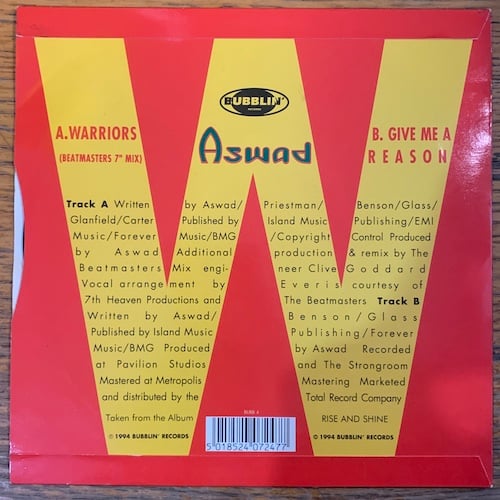 BUBBLIN'
RECORDS
A.WARRIORS
(BEATMASTERS 7" MIX)
Aswad
B. GIVE ME A
REASON
Track A Written by Aswad/ Priestman/ Benson/Glass/
Glanfield/Carter Published by Island Music Publishing/EMI
Music/Forever Music/BMG /Copyright Control Produced
by Aswad Additional production & remix by The
Beatmasters Mix engi- neer Clive Goddard
Vocal arrangement by Everis courtesy of
7th Heaven Productions and The Beatmasters Track B
Written by Aswad/ Benson/Glass
Published by Island Music Publishing/Forever
Music/BMG Produced by Aswad Recorded
at Pavilion Studios and The Strongroom
Mastered at Metropolis Mastering Marketed
and distributed by the Total Record Company
Taken from the Album RISE AND SHINE
BUBB 4
5 018524 072477
© 1994 BUBBLIN' RECORDS
© 1994 BUBBLIN' RECORDS